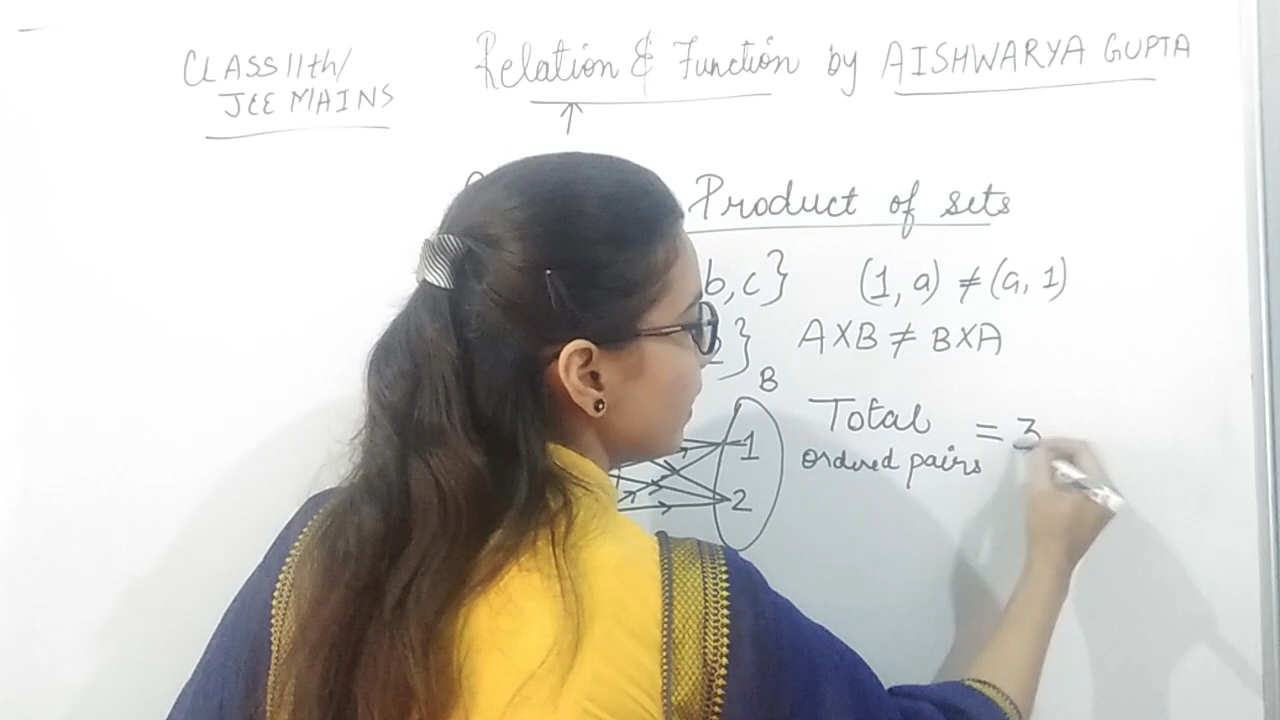 CLASS 11th/
JEE MAINS
Relation & Function by AISHWARYA GUPTA
Product of sets
b, c} (1, a) ≠ (a, 1)
} A X B ≠ B X A
B
Total
ordered pairs = 3
1
2